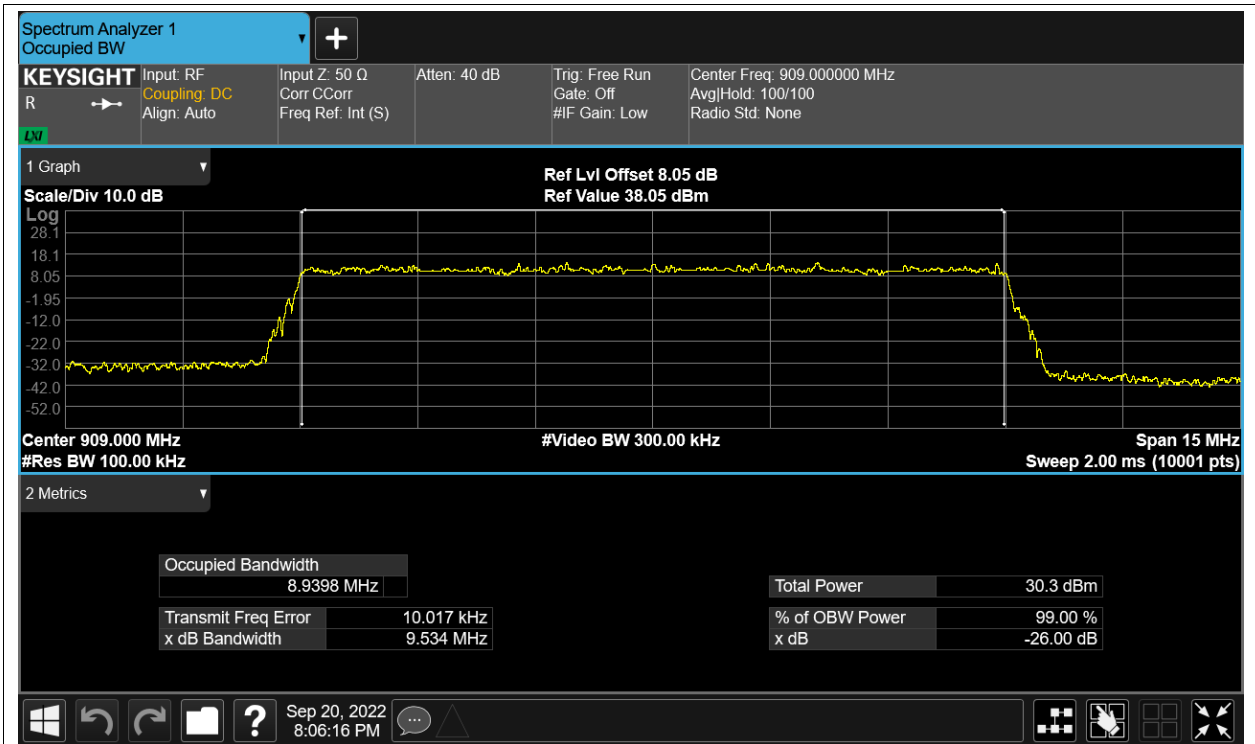 Spectrum Analyzer 1
Occupied BW
KEYSIGHT
R
LXI
Input: RF
Coupling: DC
Align: Auto
Input Z: 50 Ω
Corr CCorr
Freq Ref: Int (S)
Atten: 40 dB
Trig: Free Run
Gate: Off
#IF Gain: Low
Center Freq: 909.000000 MHz
Avg|Hold: 100/100
Radio Std: None
1 Graph
Scale/Div 10.0 dB
Ref Lvl Offset 8.05 dB
Ref Value 38.05 dBm
Log
28.1
18.1
8.05
-1.95
-12.0
-22.0
-32.0
-42.0
-52.0
Center 909.000 MHz
#Video BW 300.00 kHz
Span 15 MHz
#Res BW 100.00 kHz
Sweep 2.00 ms (10001 pts)
2 Metrics
Occupied Bandwidth
8.9398 MHz
Total Power 30.3 dBm
Transmit Freq Error 10.017 kHz
% of OBW Power 99.00 %
x dB Bandwidth 9.534 MHz
x dB -26.00 dB
?
Sep 20, 2022
8:06:16 PM